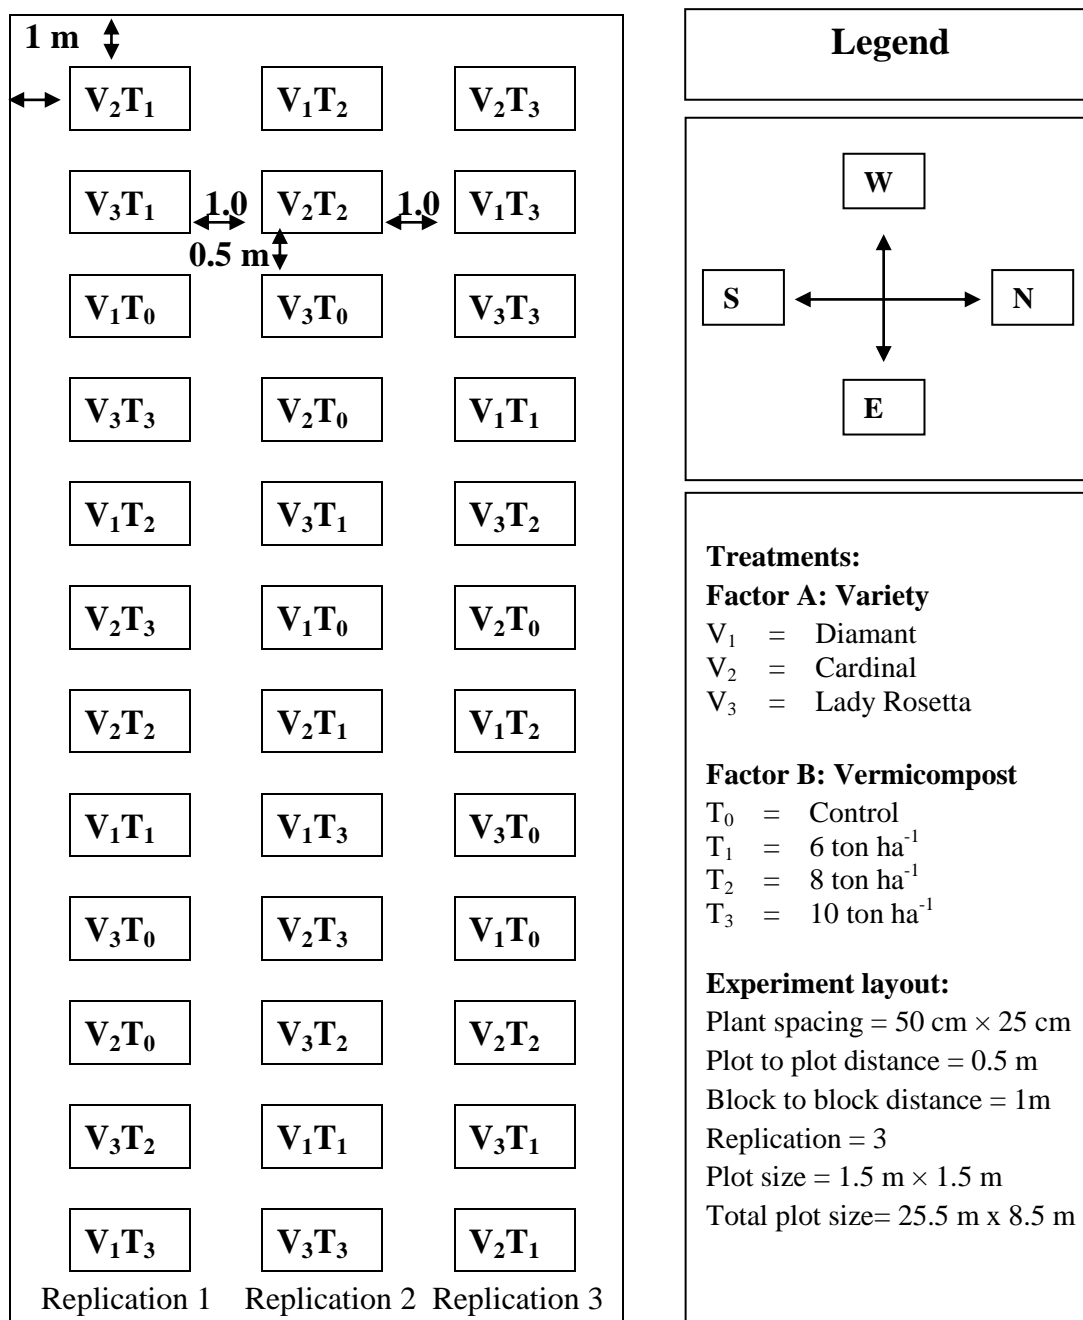 1 m
V₂T₁ V₁T₂ V₂T₃
V₃T₁ 1.0 V₂T₂ 1.0 V₁T₃
0.5 m
V₁T₀ V₃T₀ V₃T₃
V₃T₃ V₂T₀ V₁T₁
V₁T₂ V₃T₁ V₃T₂
V₂T₃ V₁T₀ V₂T₀
V₂T₂ V₂T₁ V₁T₂
V₁T₁ V₁T₃ V₃T₀
V₃T₀ V₂T₃ V₁T₀
V₂T₀ V₃T₂ V₂T₂
V₃T₂ V₁T₁ V₃T₁
V₁T₃ V₃T₃ V₂T₁
Replication 1 Replication 2 Replication 3
Legend
W
S N
E
Treatments:
Factor A: Variety
V₁ = Diamant
V₂ = Cardinal
V₃ = Lady Rosetta
Factor B: Vermicompost
T₀ = Control
T₁ = 6 ton ha⁻¹
T₂ = 8 ton ha⁻¹
T₃ = 10 ton ha⁻¹
Experiment layout:
Plant spacing = 50 cm × 25 cm
Plot to plot distance = 0.5 m
Block to block distance = 1m
Replication = 3
Plot size = 1.5 m × 1.5 m
Total plot size= 25.5 m x 8.5 m